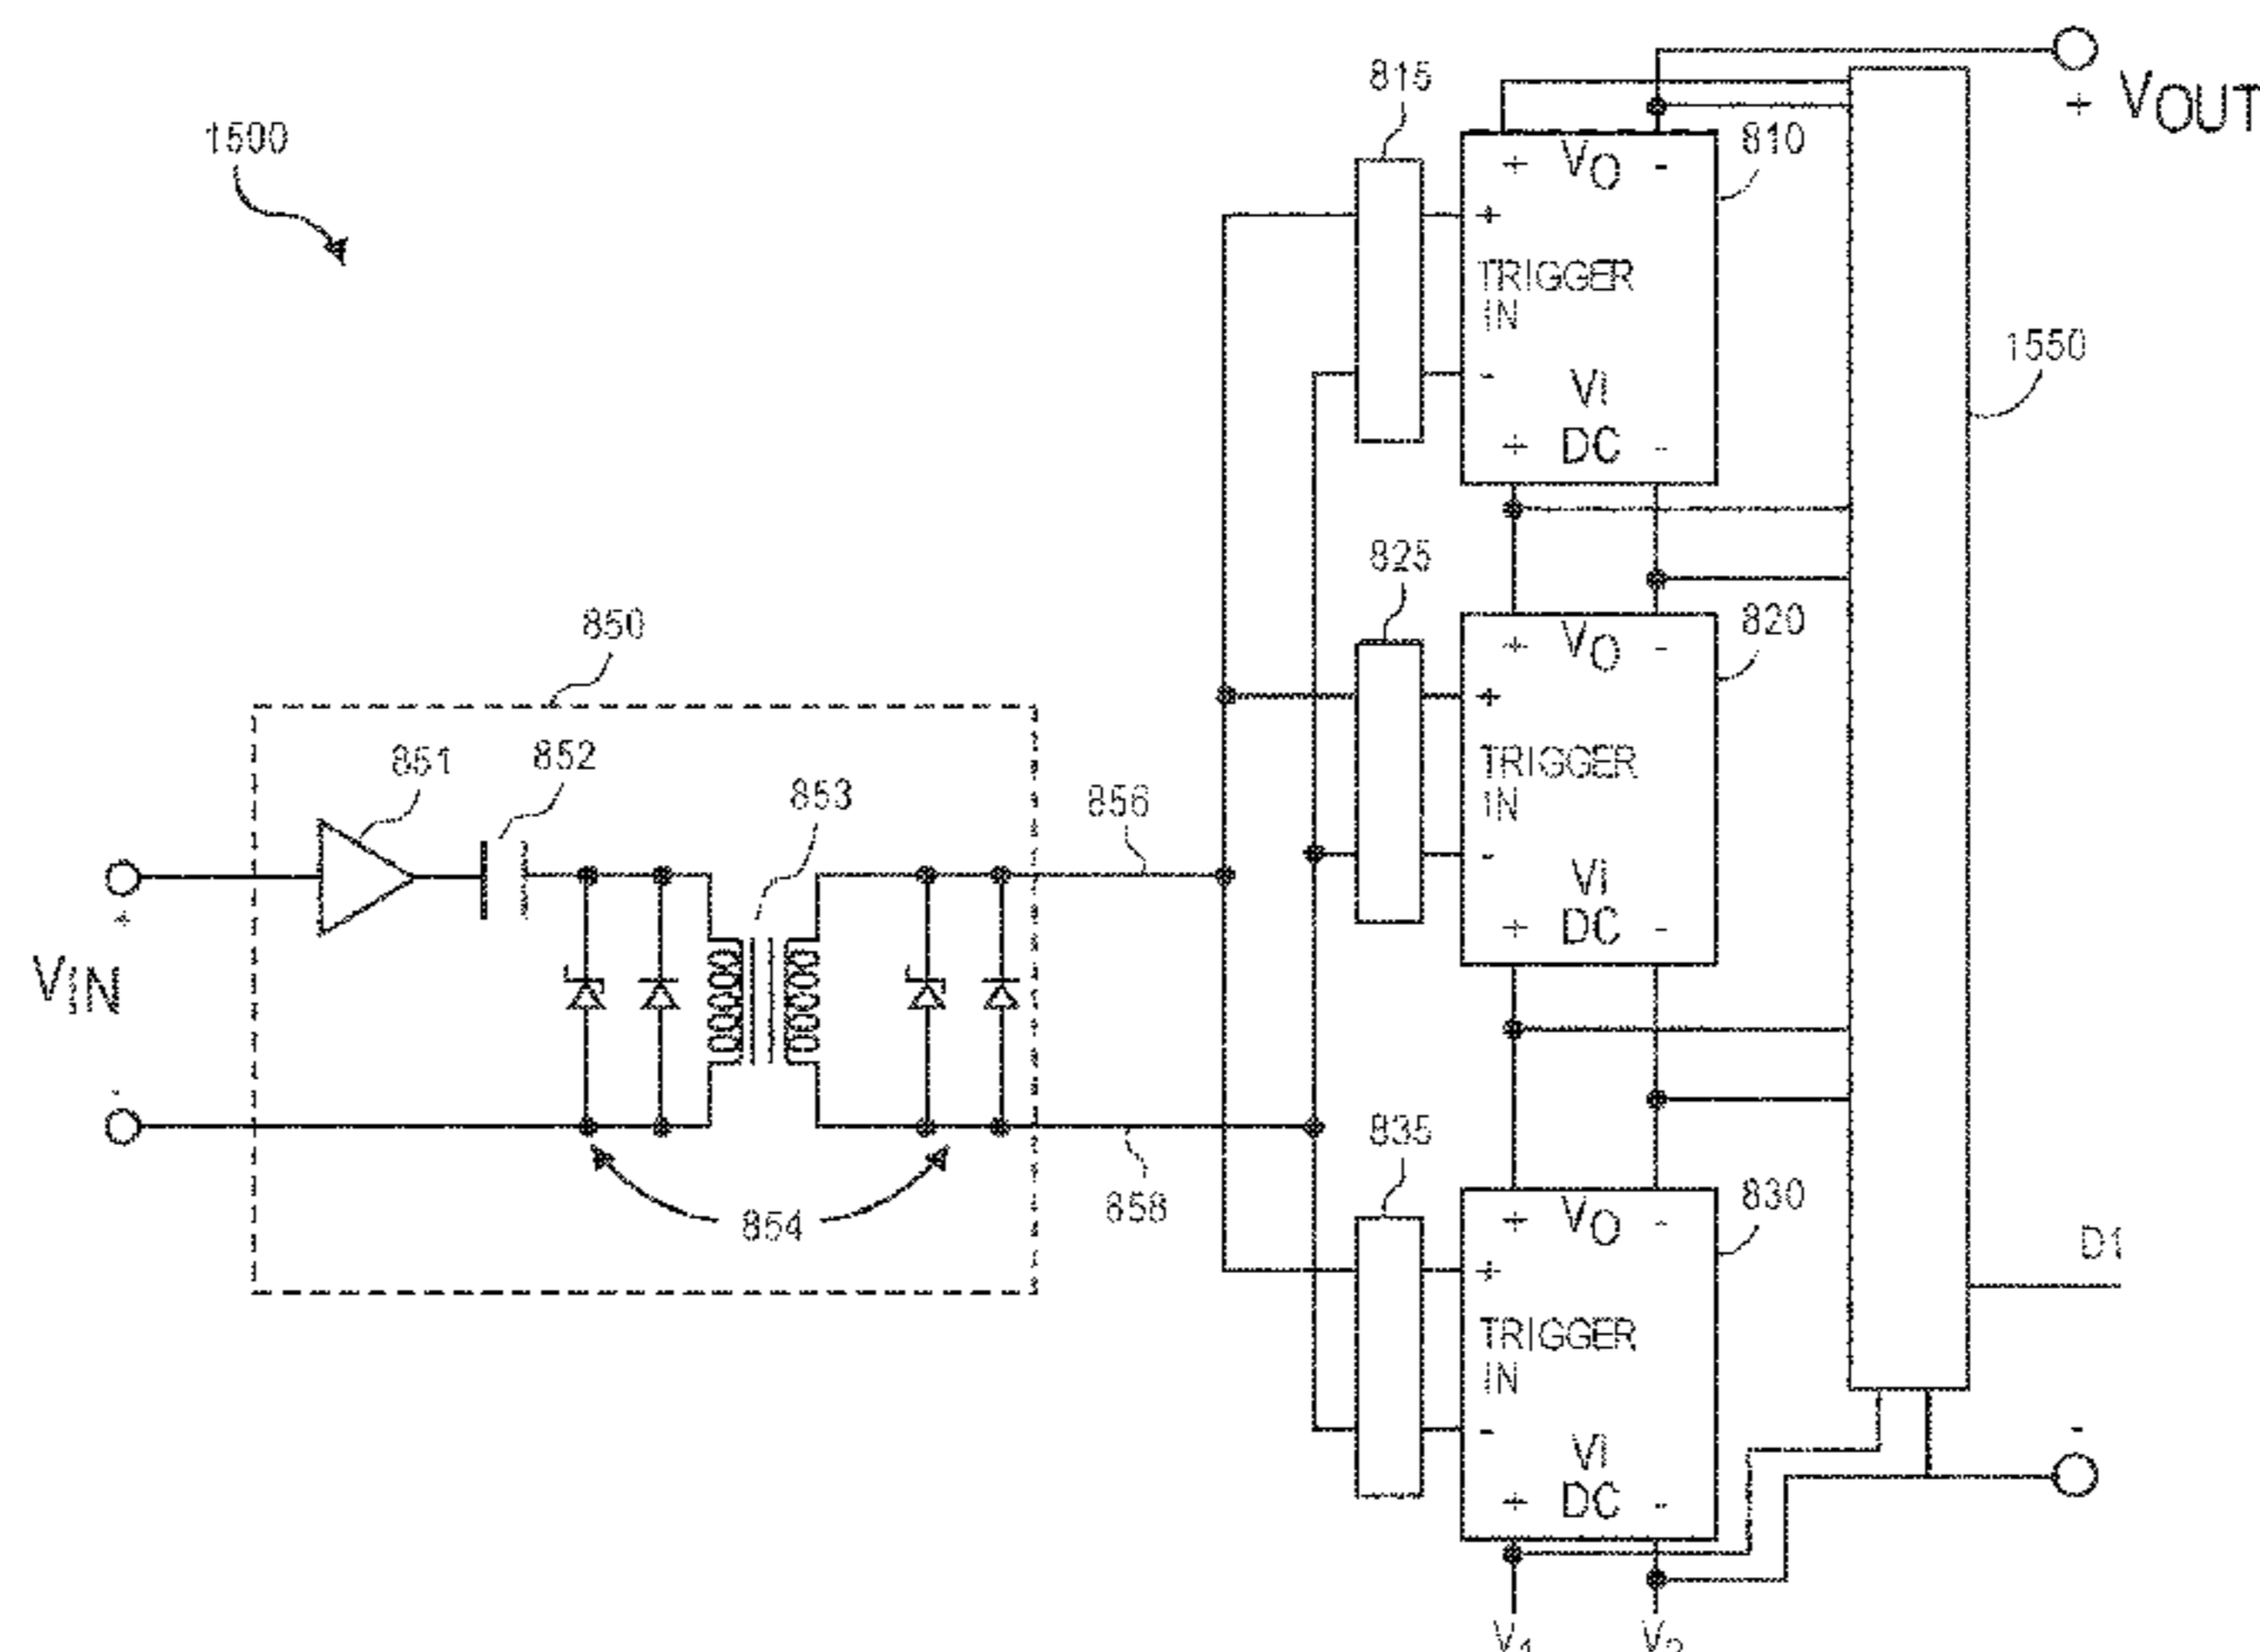 1500
815
+ VOUT
810
+ VO -
+
TRIGGER
IN
-
VI
+ DC -
1550
825
820
+ VO -
+
TRIGGER
IN
-
VI
+ DC -
850
851
852
853
856
+
VIN
-
854
858
835
830
+ VO -
+
TRIGGER
IN
-
VI
+ DC -
D1
-
V1
V2